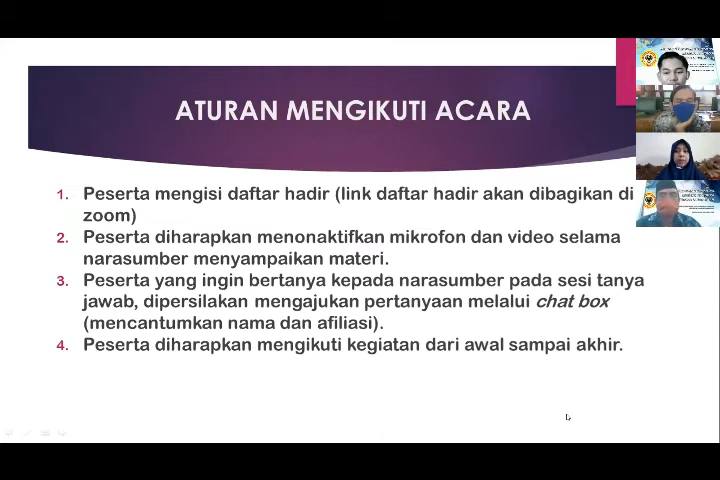 ATURAN MENGIKUTI ACARA
1. Peserta mengisi daftar hadir (link daftar hadir akan dibagikan di
zoom)
2. Peserta diharapkan menonaktifkan mikrofon dan video selama
narasumber menyampaikan materi.
3. Peserta yang ingin bertanya kepada narasumber pada sesi tanya
jawab, dipersilakan mengajukan pertanyaan melalui chat box
(mencantumkan nama dan afiliasi).
4. Peserta diharapkan mengikuti kegiatan dari awal sampai akhir.